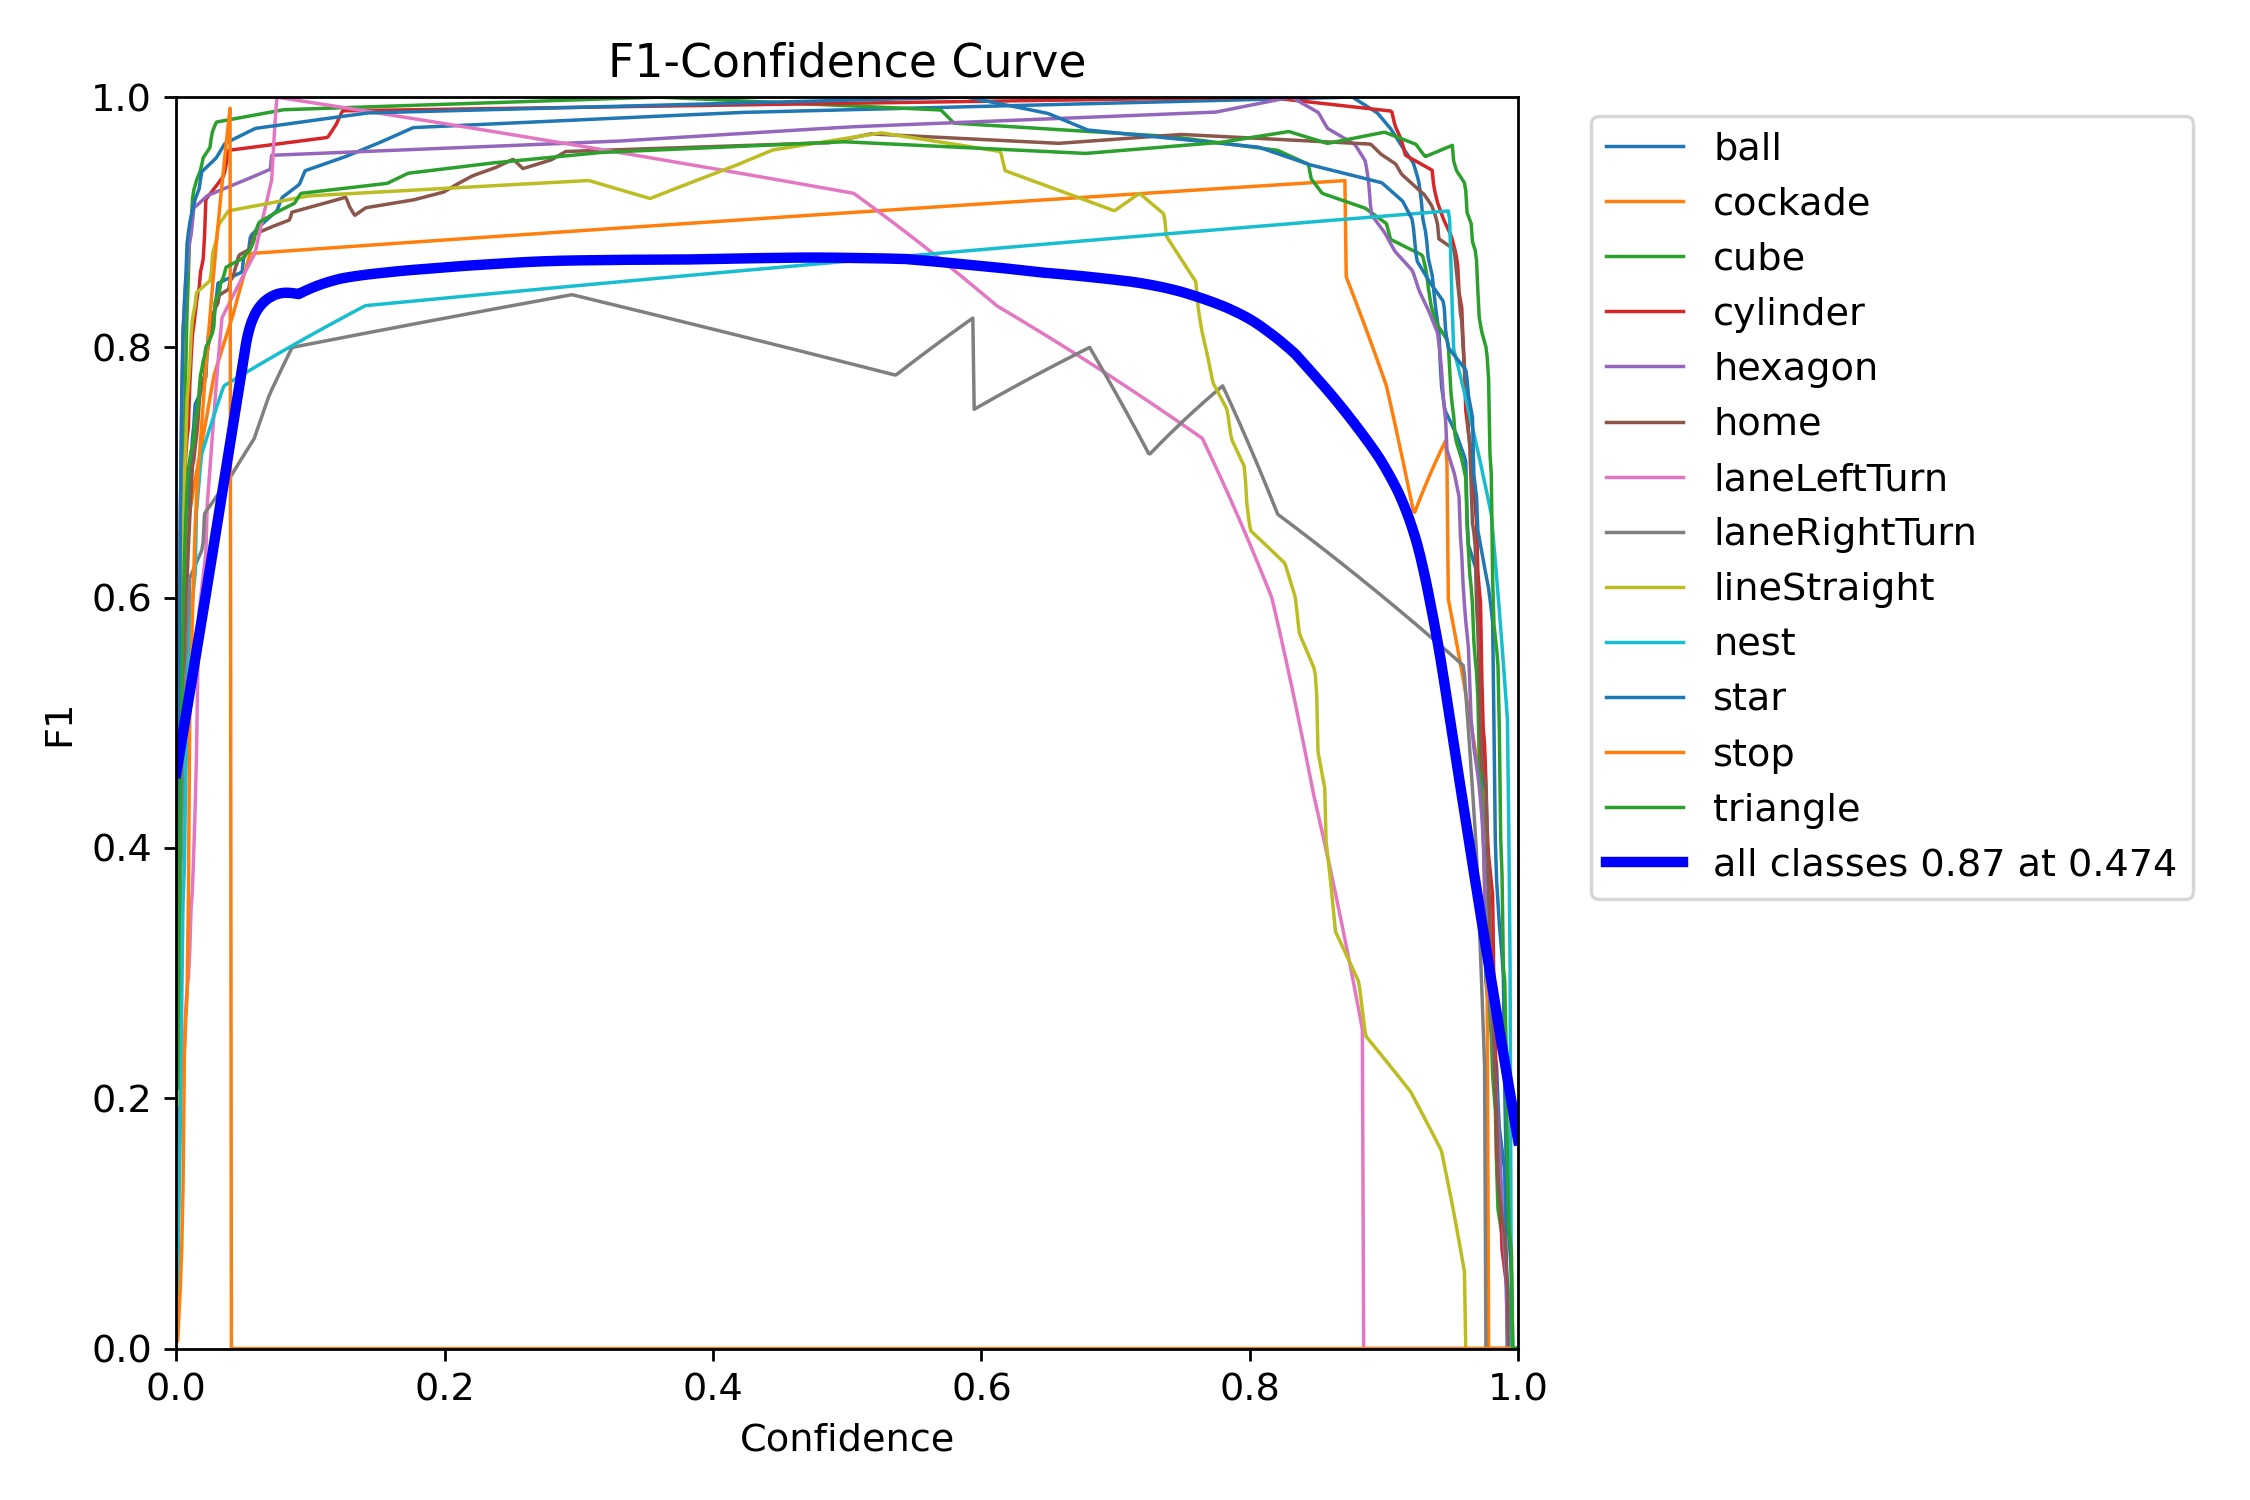 F1-Confidence Curve
1.0
0.8
0.6
0.4
0.2
0.0
F1
0.0 0.2 0.4 0.6 0.8 1.0
Confidence
ball
cockade
cube
cylinder
hexagon
home
laneLeftTurn
laneRightTurn
lineStraight
nest
star
stop
triangle
all classes 0.87 at 0.474